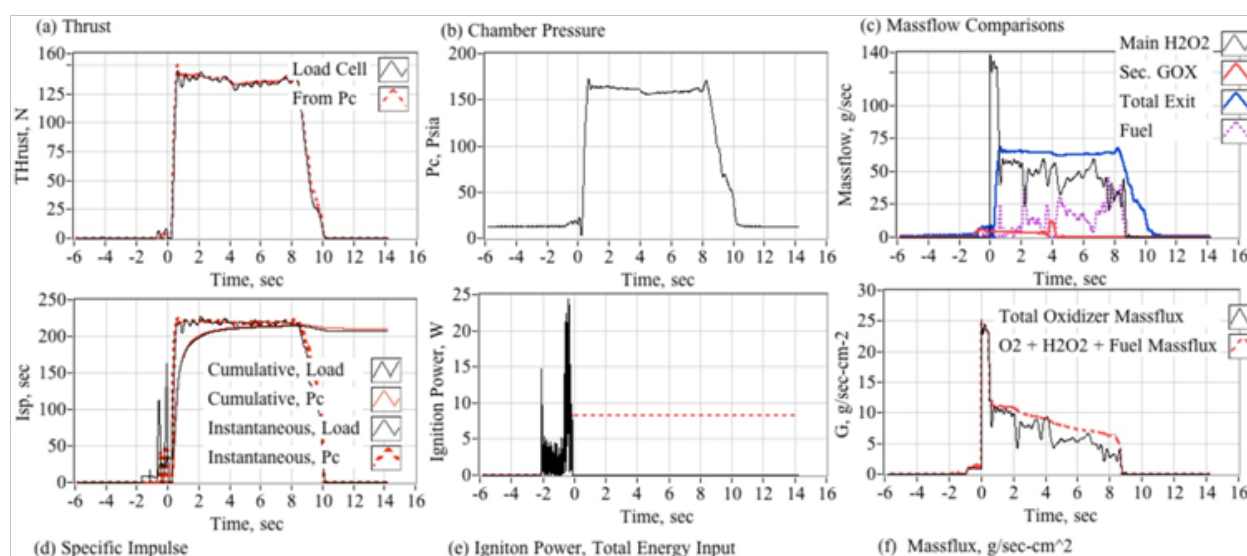 (a) Thrust
160
150
125
100
75
50
25
0
THrust, N
Load Cell
From Pc
-6 -4 -2 0 2 4 6 8 10 12 14 16
Time, sec
(b) Chamber Pressure
200
150
100
50
0
Pc, Psia
-6 -4 -2 0 2 4 6 8 10 12 14 16
Time, sec
(c) Massflow Comparisons
140
100
75
50
25
0
Massflow, g/sec
Main H2O2
Sec. GOX
Total Exit
Fuel
-6 -4 -2 0 2 4 6 8 10 12 14 16
Time, sec
250
200
150
100
50
0
Isp, sec
Cumulative, Load
Cumulative, Pc
Instantaneous, Load
Instantaneous, Pc
-6 -4 -2 0 2 4 6 8 10 12 14 16
Time, sec
(d) Specific Impulse
25
20
15
10
5
0
Ignition Power, W
-6 -4 -2 0 2 4 6 8 10 12 14 16
Time, sec
(e) Igniton Power, Total Energy Input
30
25
20
15
10
5
0
G, g/sec-cm-2
Total Oxidizer Massflux
O2 + H2O2 + Fuel Massflux
-6 -4 -2 0 2 4 6 8 10 12 14 16
Time, sec
(f) Massflux, g/sec-cm^2